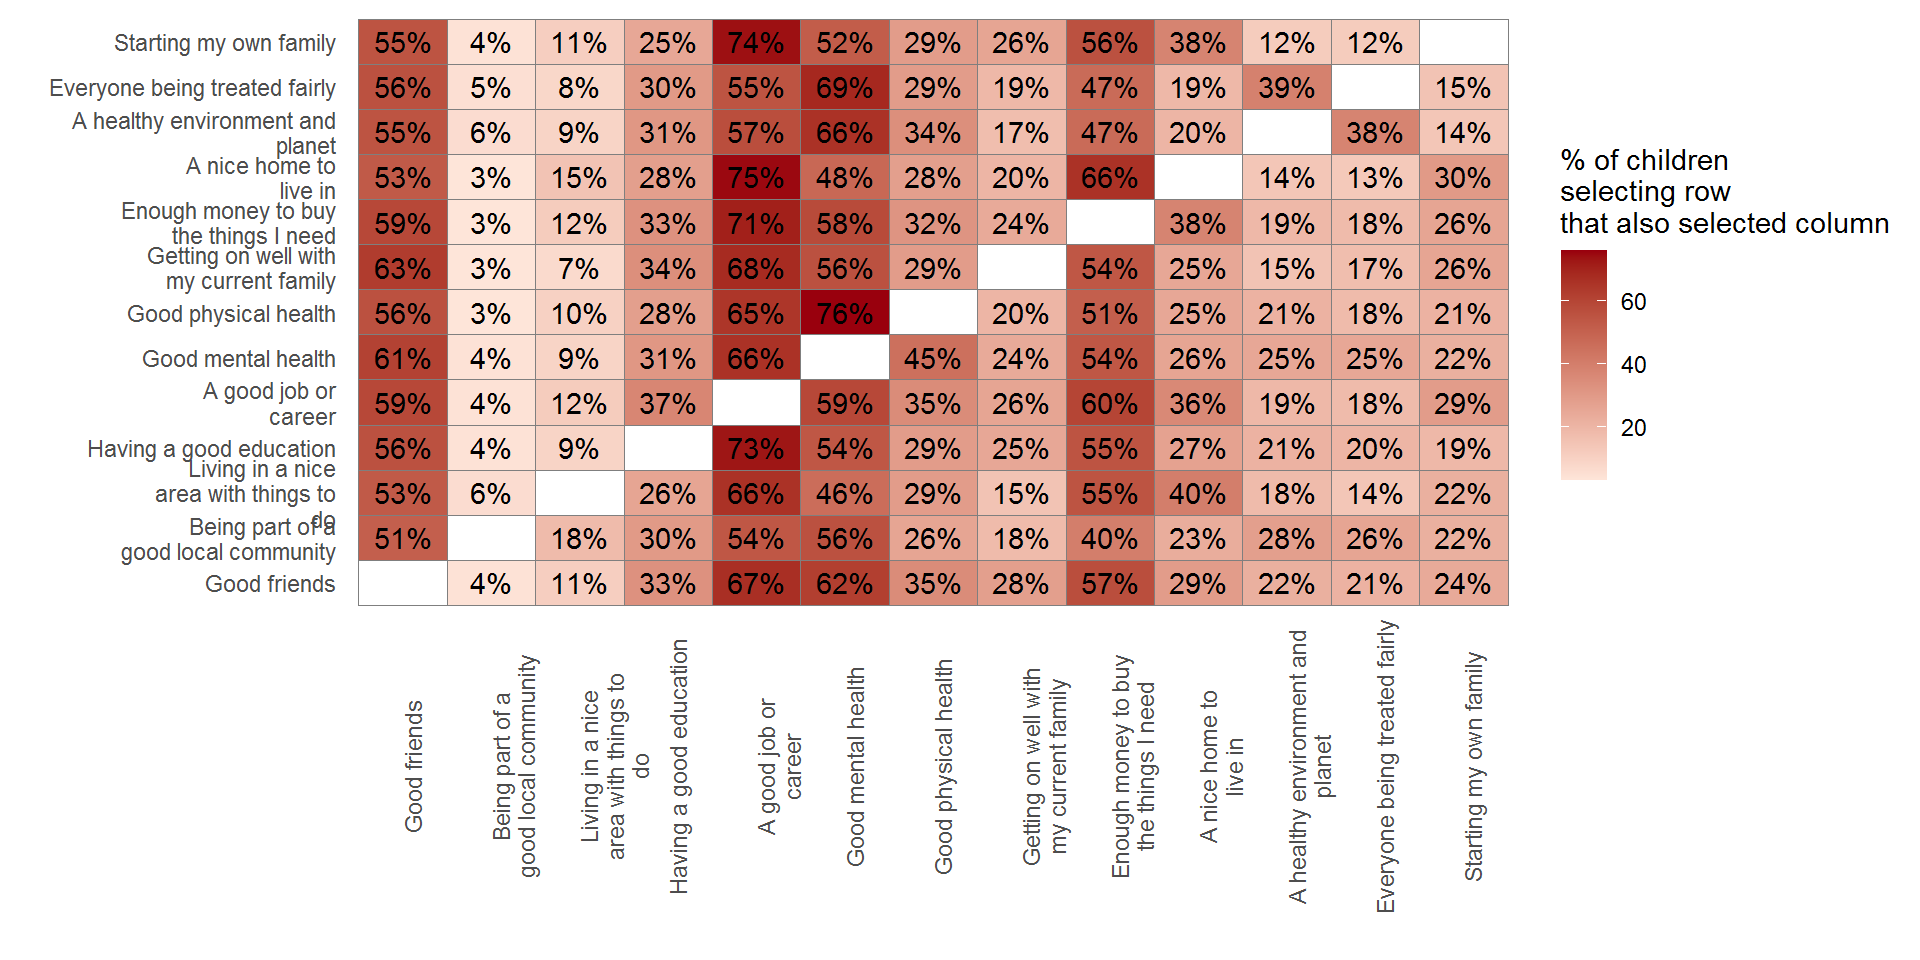 Starting my own family 55% 4% 11% 25% 74% 52% 29% 26% 56% 38% 12% 12%
Everyone being treated fairly 56% 5% 8% 30% 55% 69% 29% 19% 47% 19% 39% 15%
A healthy environment and
planet 55% 6% 9% 31% 57% 66% 34% 17% 47% 20% 38% 14%
A nice home to
live in 53% 3% 15% 28% 75% 48% 28% 20% 66% 14% 13% 30%
Enough money to buy
the things I need 59% 3% 12% 33% 71% 58% 32% 24% 38% 19% 18% 26%
Getting on well with
my current family 63% 3% 7% 34% 68% 56% 29% 54% 25% 15% 17% 26%
Good physical health 56% 3% 10% 28% 65% 76% 20% 51% 25% 21% 18% 21%
Good mental health 61% 4% 9% 31% 66% 45% 24% 54% 26% 25% 25% 22%
A good job or
career 59% 4% 12% 37% 59% 35% 26% 60% 36% 19% 18% 29%
Having a good education 56% 4% 9% 73% 54% 29% 25% 55% 27% 21% 20% 19%
Living in a nice
area with things to
do 53% 6% 26% 66% 46% 29% 15% 55% 40% 18% 14% 22%
Being part of a
good local community 51% 18% 30% 54% 56% 26% 18% 40% 23% 28% 26% 22%
Good friends 4% 11% 33% 67% 62% 35% 28% 57% 29% 22% 21% 24%
Good friends
Being part of a
good local community
Living in a nice
area with things to
do
Having a good education
A good job or
career
Good mental health
Good physical health
Getting on well with
my current family
Enough money to buy
the things I need
A nice home to
live in
A healthy environment and
planet
Everyone being treated fairly
Starting my own family
% of children
selecting row
that also selected column
60
40
20